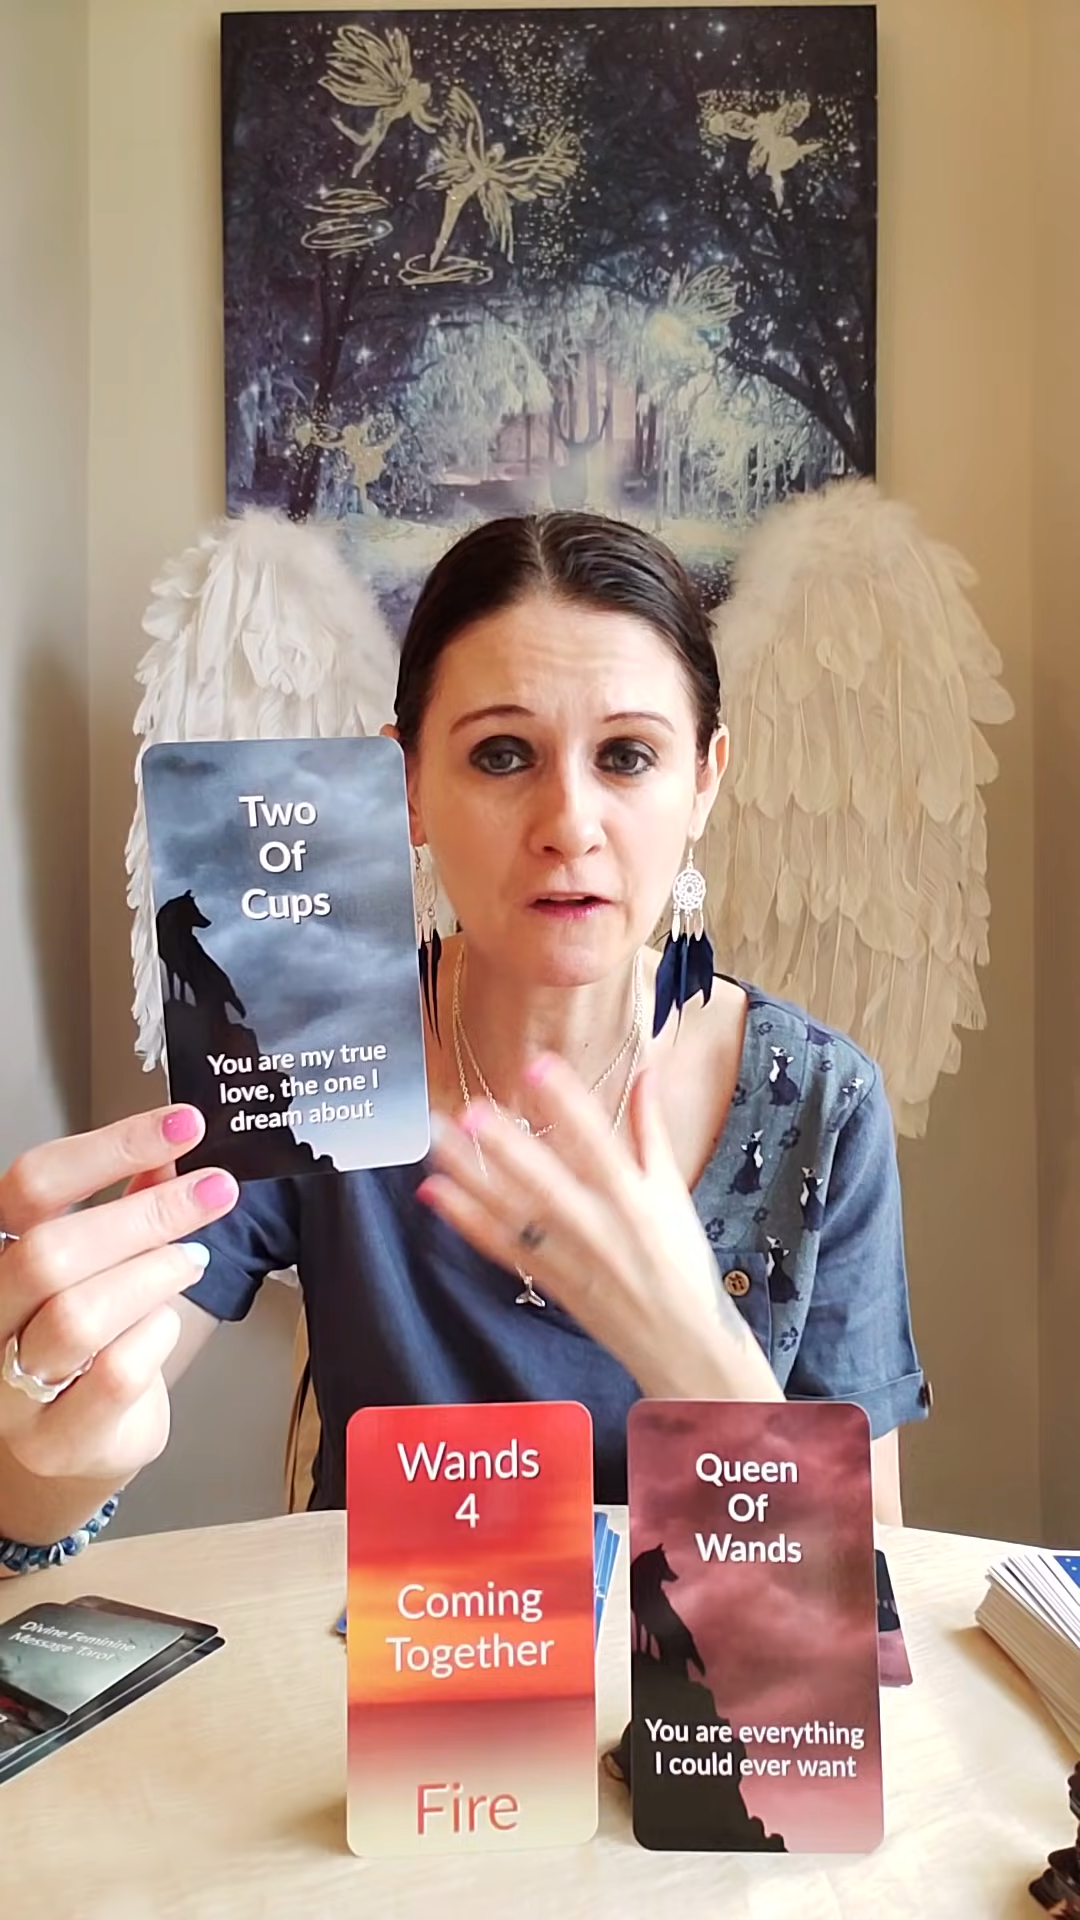 Two
Of
Cups
You are my true
love, the one I
dream about
Wands
4
Coming
Together
Fire
Queen
Of
Wands
You are everything
I could ever want
Divine Feminine
Message Tarot